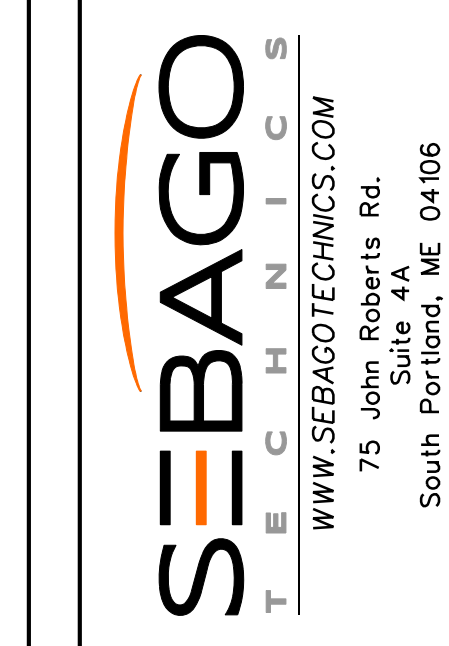 SEBAGO
TECHNICS
WWW.SEBAGOTECHNICS.COM
75 John Roberts Rd.
Suite 4A
South Portland, ME 04106